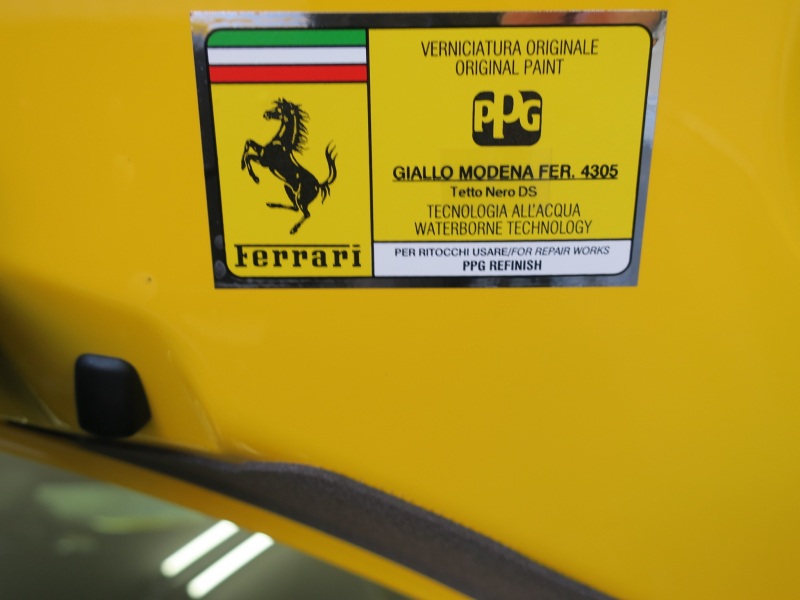 Ferrari
VERNICIATURA ORIGINALE
ORIGINAL PAINT
PPG
GIALLO MODENA FER. 4305
Tetto Nero DS
TECNOLOGIA ALL'ACQUA
WATERBORNE TECHNOLOGY
PER RITOCCHI USARE/FOR REPAIR WORKS
PPG REFINISH